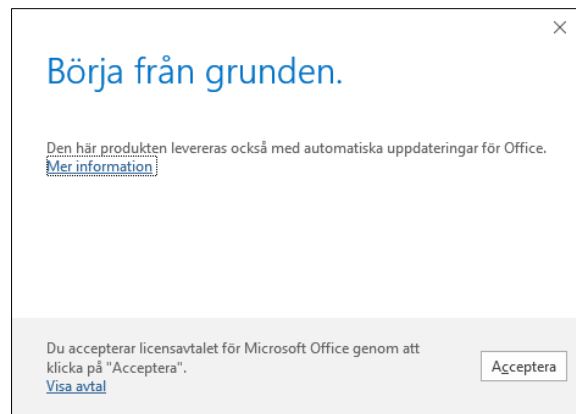 Börja från grunden.
Den här produkten levereras också med automatiska uppdateringar för Office.
Mer information
Du accepterar licensavtalet för Microsoft Office genom att
klicka på "Acceptera".
Visa avtal
Acceptera